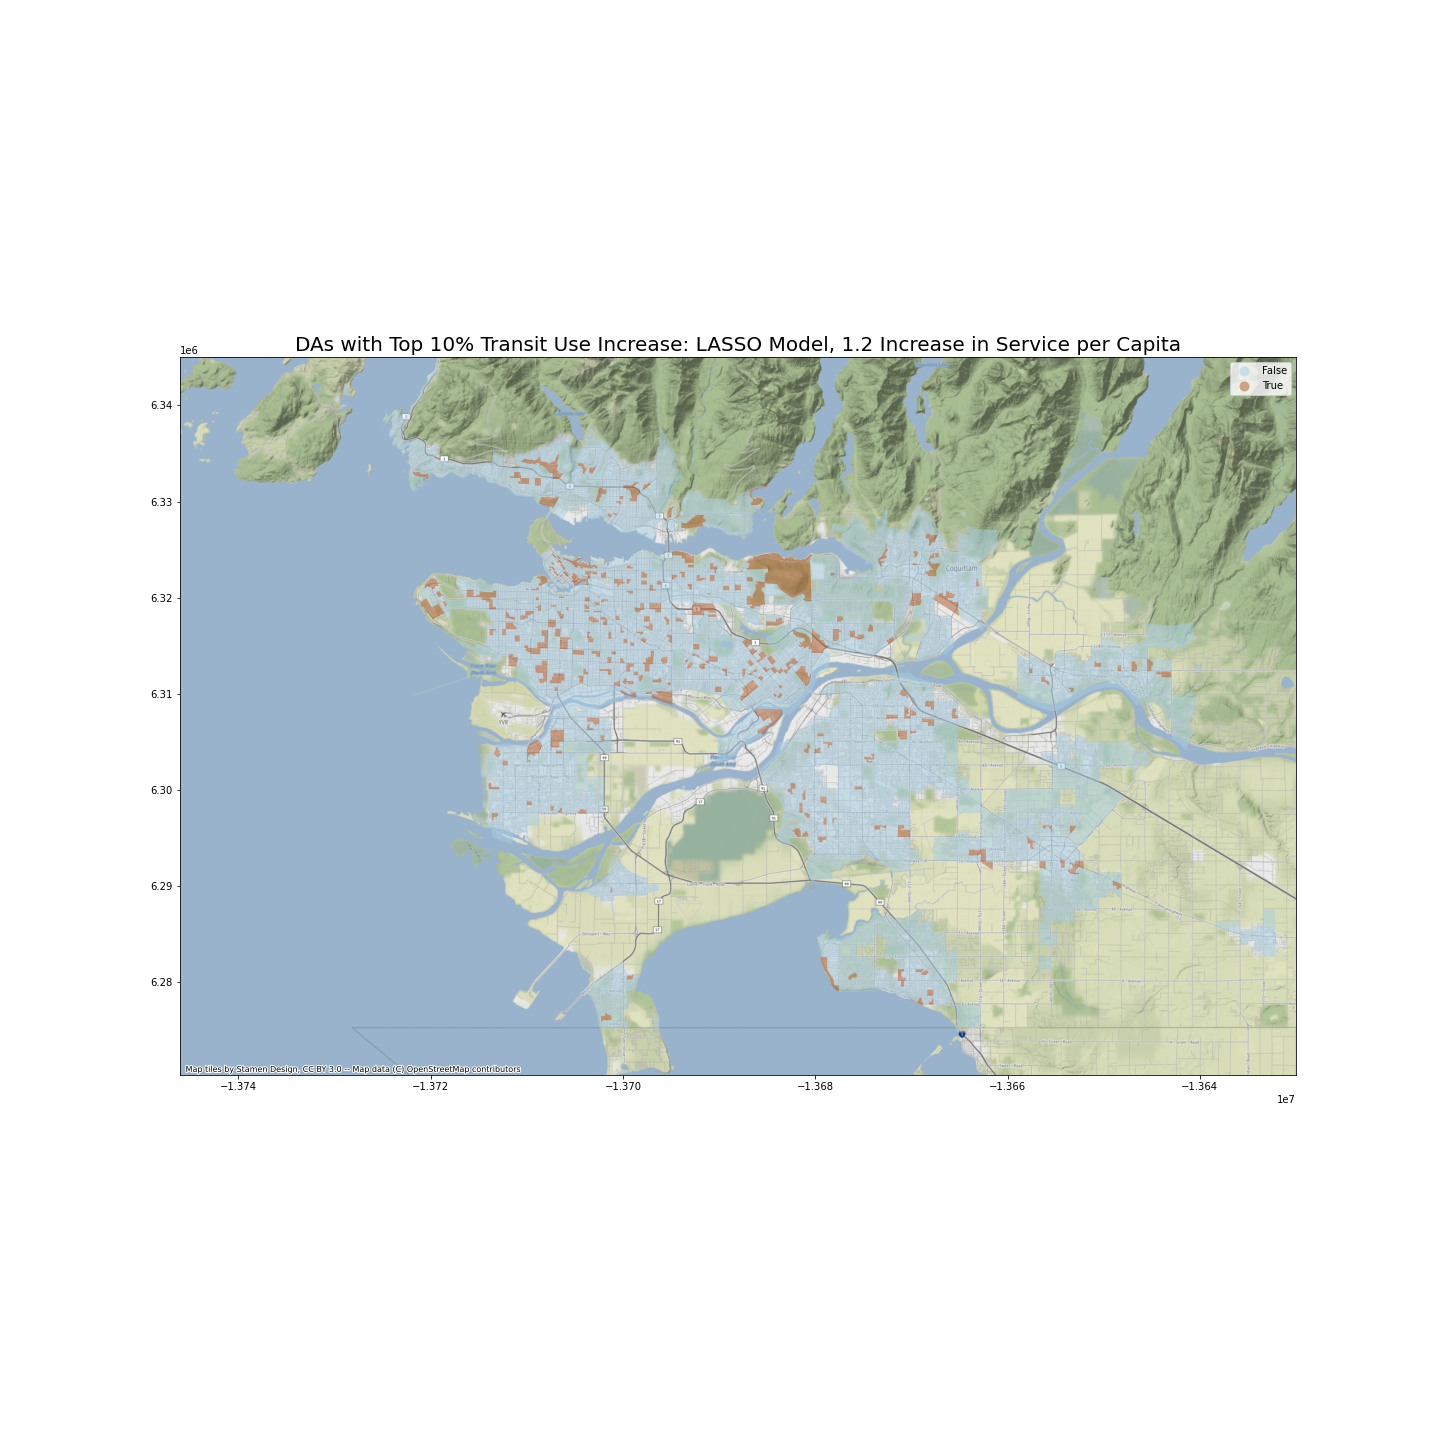 DAs with Top 10% Transit Use Increase: LASSO Model, 1.2 Increase in Service per Capita
1e6
False
True
6.34
6.33
6.32
6.31
6.30
6.29
6.28
Coquitlam
YVR
Map tiles by Stamen Design, CC BY 3.0 -- Map data (C) OpenStreetMap contributors
−1.374
−1.372
−1.370
−1.368
−1.366
−1.364
1e7